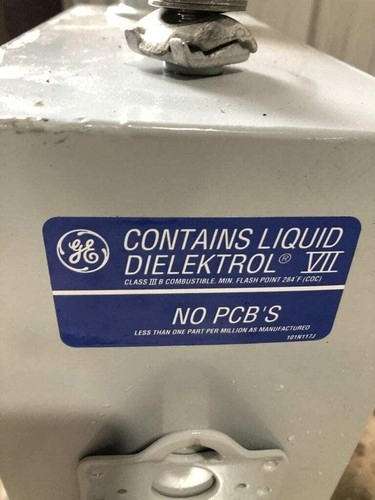 GE
CONTAINS LIQUID
DIELEKTROL® VII
CLASS III B COMBUSTIBLE. MIN. FLASH POINT 284°F (COC)
NO PCB'S
LESS THAN ONE PART PER MILLION AS MANUFACTURED
101N117J